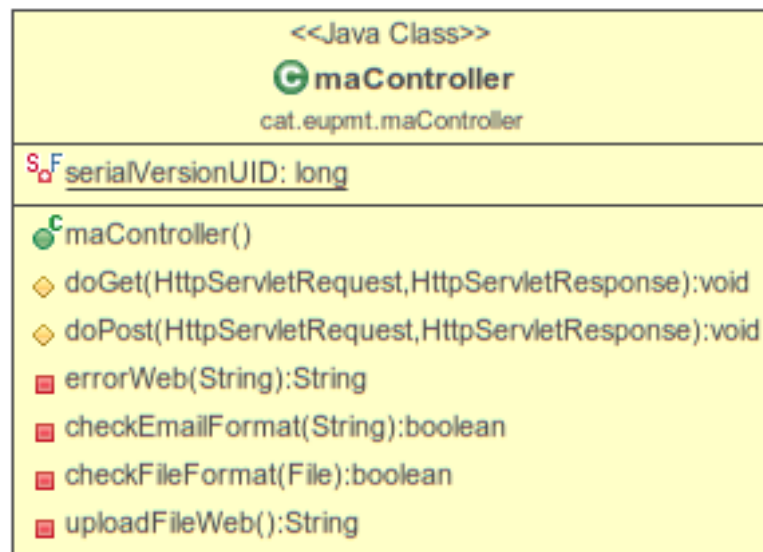 <<Java Class>>
C maController
cat.eupmt.maController
S F serialVersionUID: long
C maController()
doGet(HttpServletRequest,HttpServletResponse):void
doPost(HttpServletRequest,HttpServletResponse):void
errorWeb(String):String
checkEmailFormat(String):boolean
checkFileFormat(File):boolean
uploadFileWeb():String